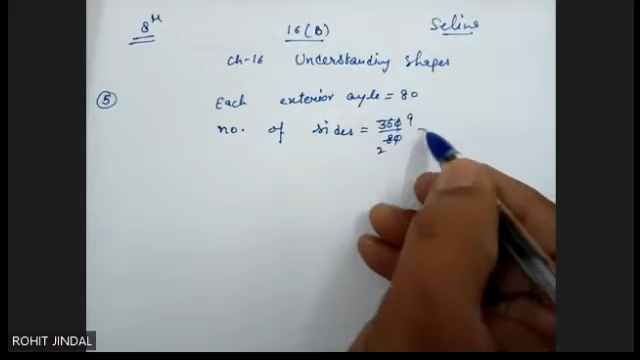 8th 16(B) Selina
Ch-16 Understanding Shapes
5 Each exterior angle = 80
no. of sides = 360/80 9/2 =
ROHIT JINDAL